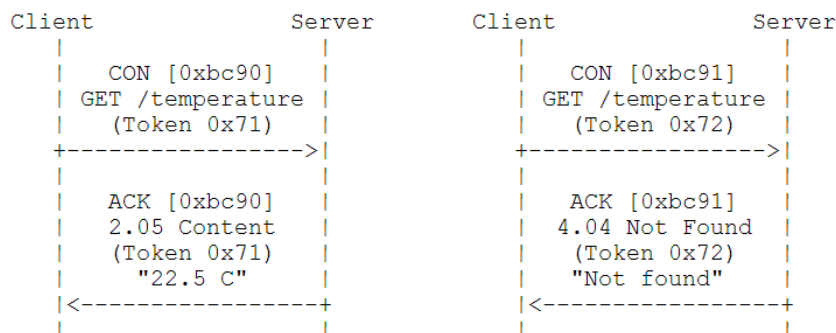 Client Server
CON [0xbc90]
GET /temperature
(Token 0x71)
ACK [0xbc90]
2.05 Content
(Token 0x71)
"22.5 C"
Client Server
CON [0xbc91]
GET /temperature
(Token 0x72)
ACK [0xbc91]
4.04 Not Found
(Token 0x72)
"Not found"